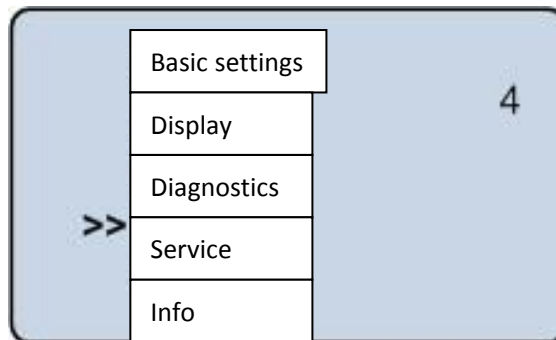 Basic settings
4
Display
Diagnostics
>>
Service
Info